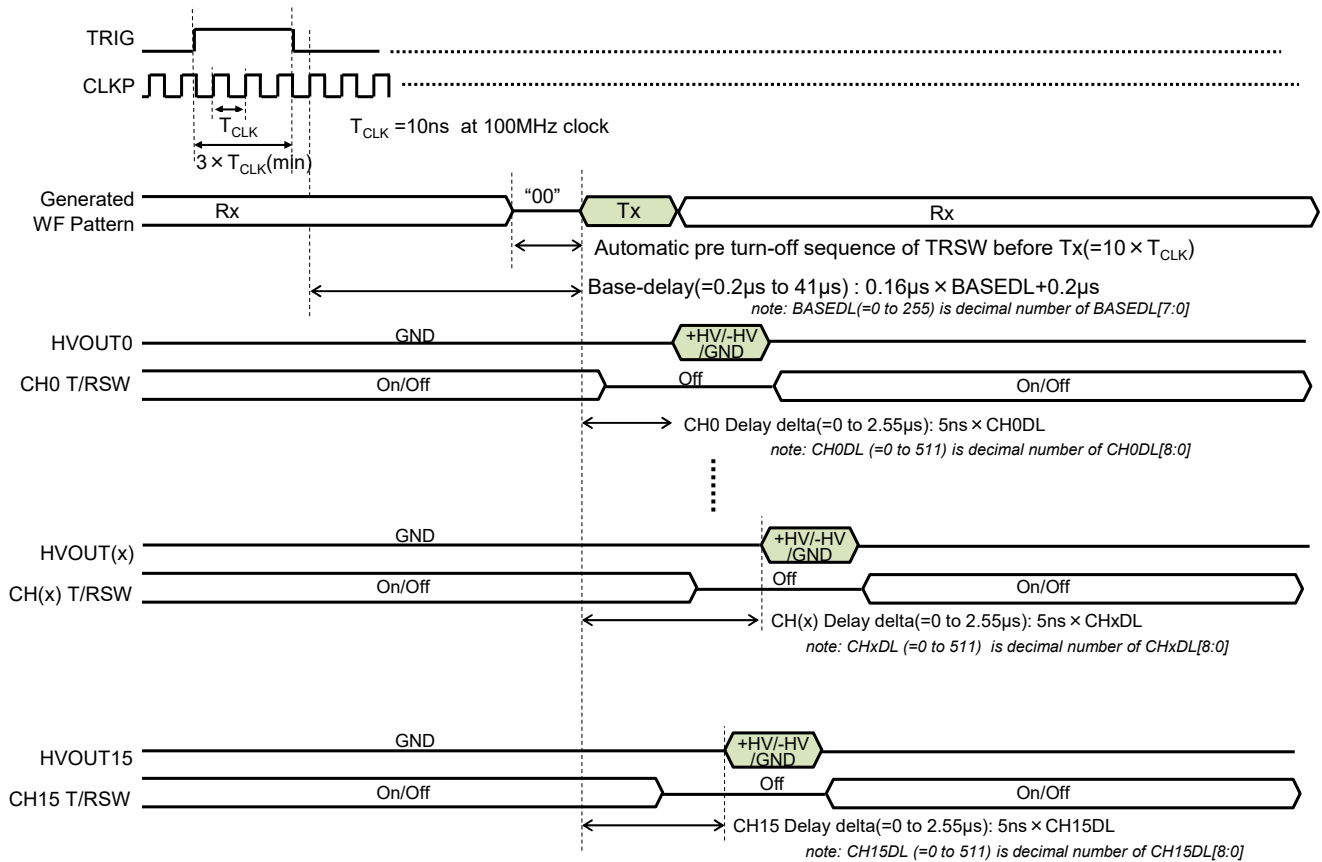 TRIG
CLKP
T_CLK
T_CLK =10ns at 100MHz clock
3 × T_CLK(min)
Generated
WF Pattern
Rx
“00”
Tx
Rx
Automatic pre turn-off sequence of TRSW before Tx(=10 × T_CLK)
Base-delay(=0.2μs to 41μs) : 0.16μs × BASEDL+0.2μs
note: BASEDL(=0 to 255) is decimal number of BASEDL[7:0]
HVOUT0
GND
+HV/-HV
/GND
CH0 T/RSW
On/Off
Off
On/Off
CH0 Delay delta(=0 to 2.55μs): 5ns × CH0DL
note: CH0DL (=0 to 511) is decimal number of CH0DL[8:0]
HVOUT(x)
GND
+HV/-HV
/GND
CH(x) T/RSW
On/Off
Off
On/Off
CH(x) Delay delta(=0 to 2.55μs): 5ns × CHxDL
note: CHxDL (=0 to 511) is decimal number of CHxDL[8:0]
HVOUT15
GND
+HV/-HV
/GND
CH15 T/RSW
On/Off
Off
On/Off
CH15 Delay delta(=0 to 2.55μs): 5ns × CH15DL
note: CH15DL (=0 to 511) is decimal number of CH15DL[8:0]